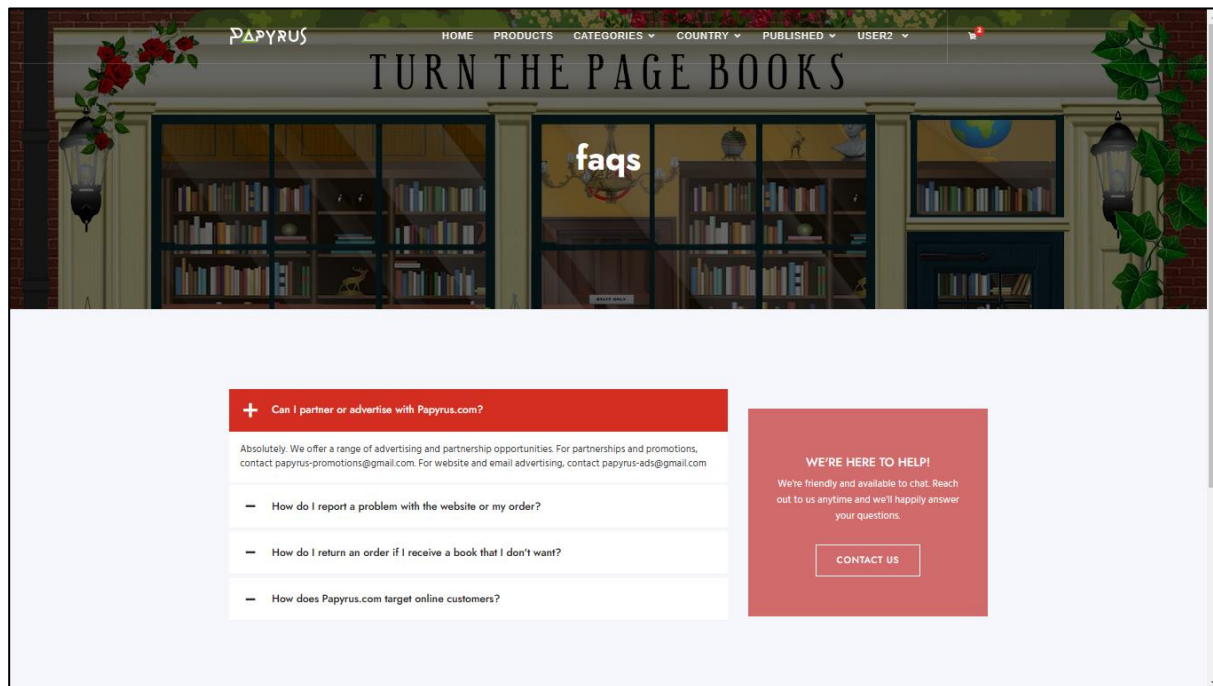 PAPYRUS HOME PRODUCTS CATEGORIES COUNTRY PUBLISHED USER2 2
TURN THE PAGE BOOKS
faqs
STAFF ONLY
Can I partner or advertise with Papyrus.com?
Absolutely. We offer a range of advertising and partnership opportunities. For partnerships and promotions,
contact papyrus-promotions@gmail.com. For website and email advertising, contact papyrus-ads@gmail.com
How do I report a problem with the website or my order?
How do I return an order if I receive a book that I don't want?
How does Papyrus.com target online customers?
WE'RE HERE TO HELP!
We're friendly and available to chat. Reach
out to us anytime and we'll happily answer
your questions.
CONTACT US